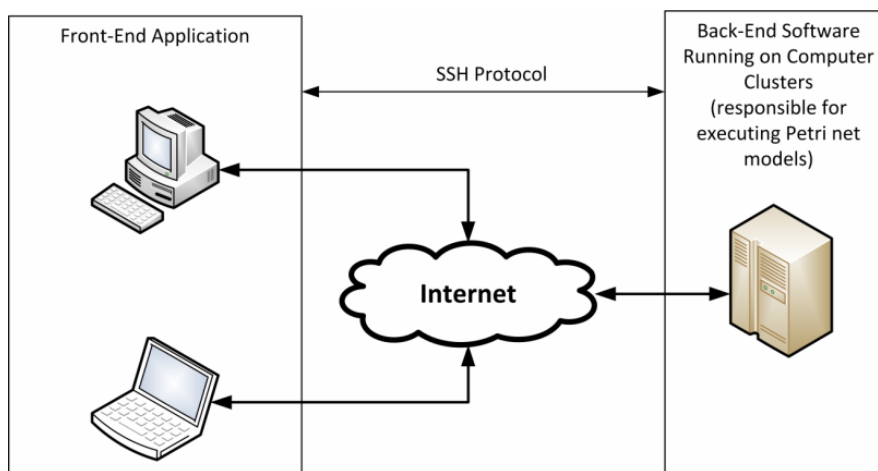 Front-End Application
SSH Protocol
Back-End Software
Running on Computer
Clusters
(responsible for
executing Petri net
models)
Internet